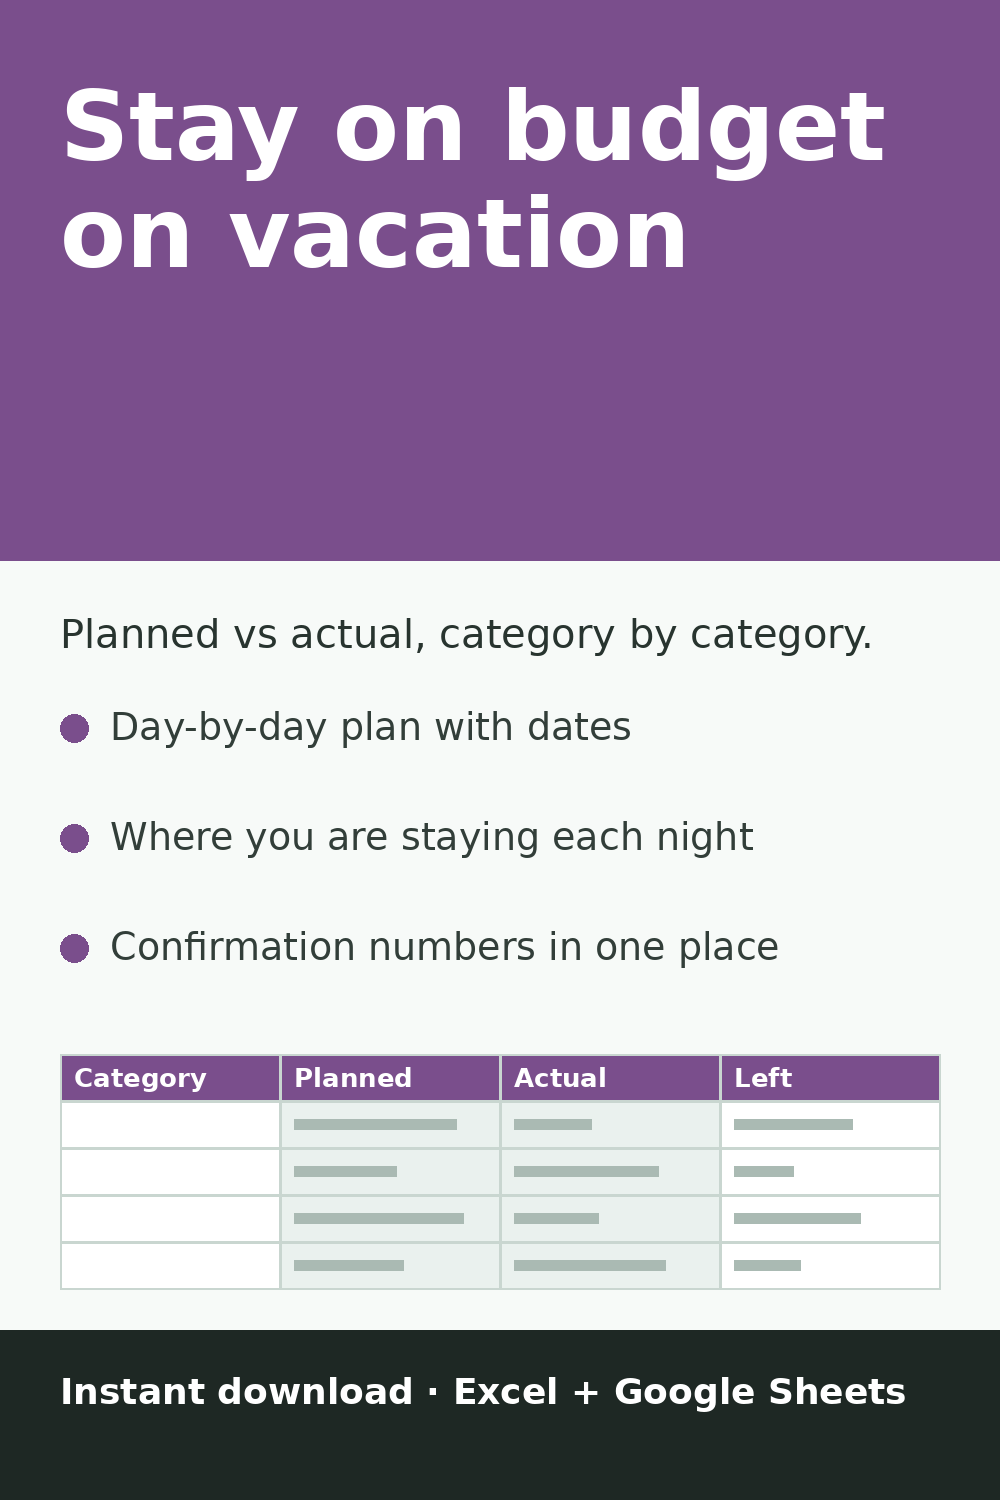 Stay on budget
on vacation
Planned vs actual, category by category.
Day-by-day plan with dates
Where you are staying each night
Confirmation numbers in one place
Category Planned Actual Left
Instant download · Excel + Google Sheets